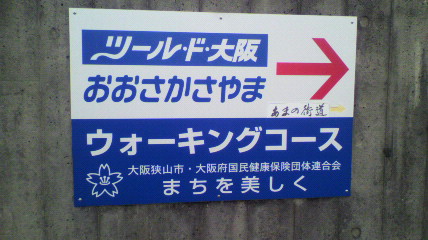 ツール・ド・大阪
おおさかさやま
あまの街道
ウォーキングコース
大阪狭山市・大阪府国民健康保険団体連合会
まちを美しく